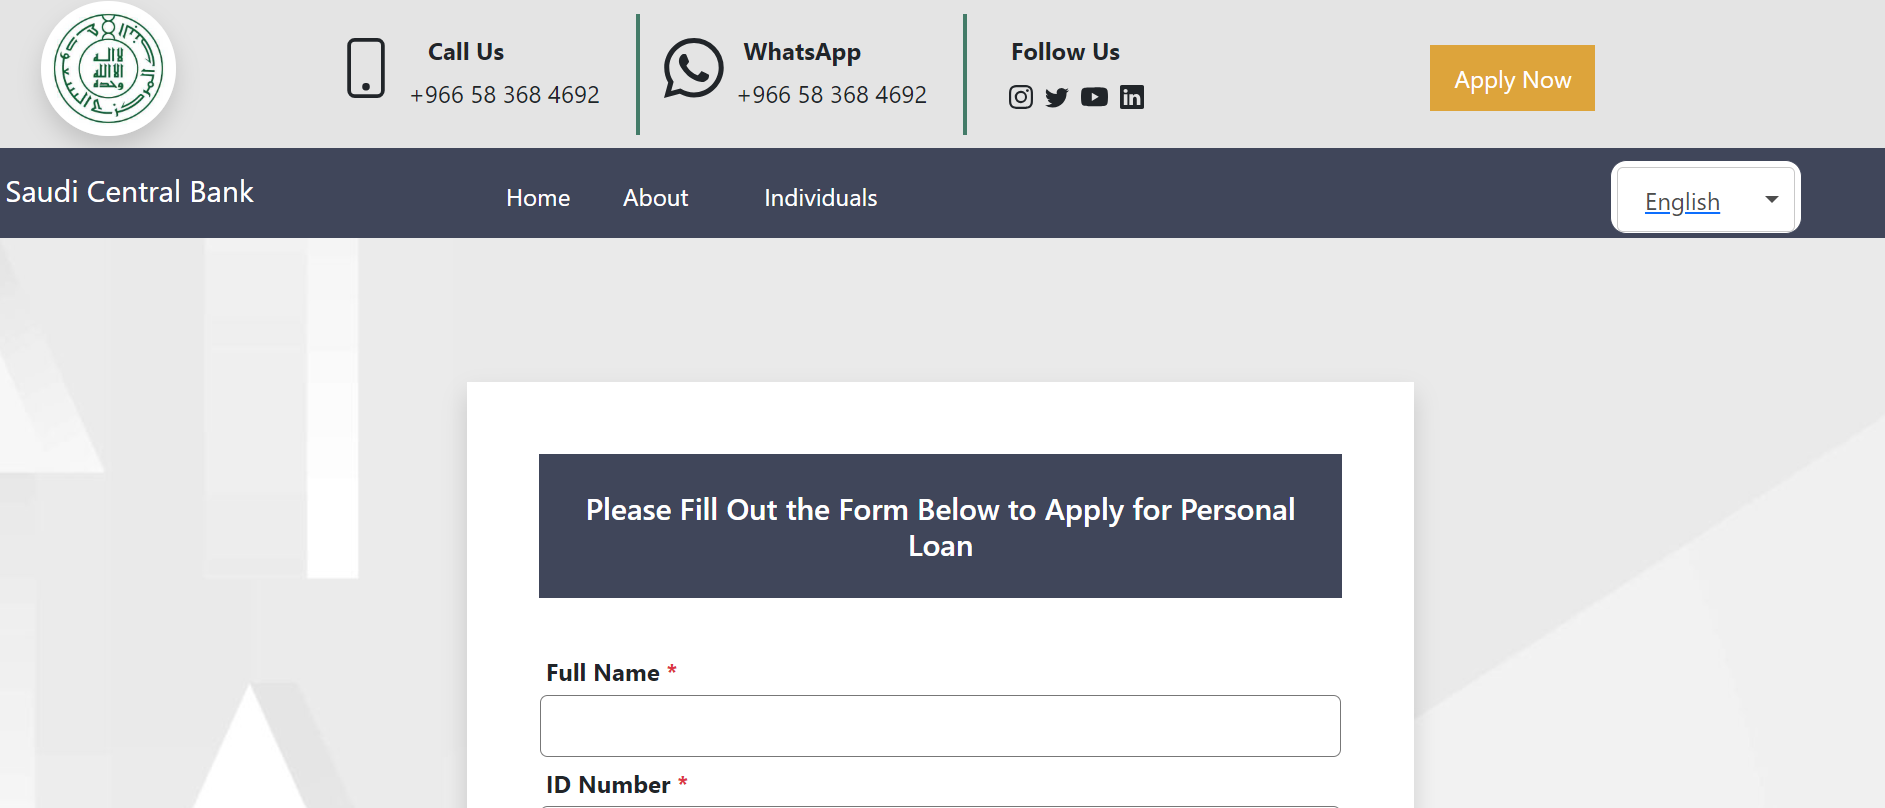 Call Us
+966 58 368 4692
WhatsApp
+966 58 368 4692
Follow Us
Apply Now
Saudi Central Bank
Home
About
Individuals
English
Please Fill Out the Form Below to Apply for Personal
Loan
Full Name *
ID Number *